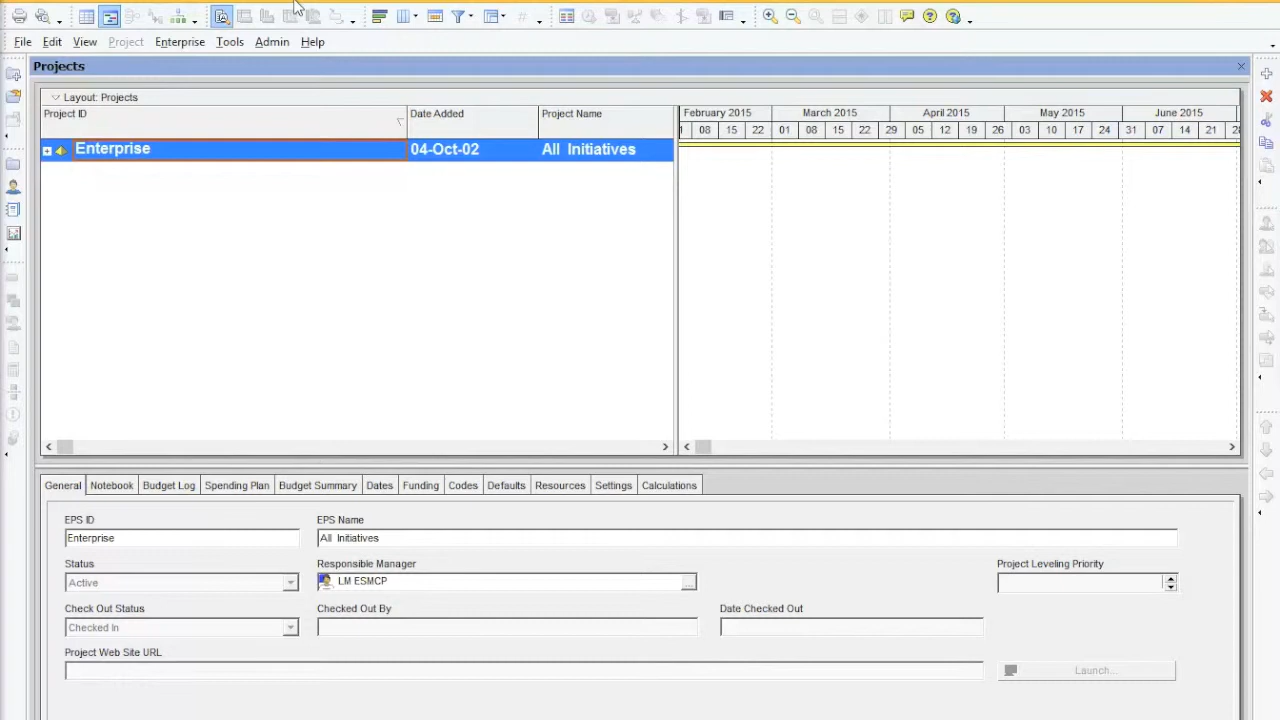 File Edit View Project Enterprise Tools Admin Help
Projects
Layout: Projects
Project ID Date Added Project Name
February 2015 March 2015 April 2015 May 2015 June 2015
08 15 22 01 08 15 22 29 05 12 19 26 03 10 17 24 31 07 14 21
Enterprise 04-Oct-02 All Initiatives
General Notebook Budget Log Spending Plan Budget Summary Dates Funding Codes Defaults Resources Settings Calculations
EPS ID EPS Name
Enterprise All Initiatives
Status Responsible Manager Project Leveling Priority
Active LM ESMCP
Check Out Status Checked Out By Date Checked Out
Checked In
Project Web Site URL
Launch...